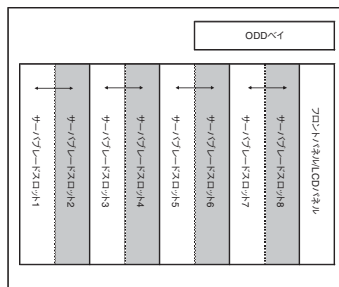 ODDベイ
サーバブレードスロット1
サーバブレードスロット2
サーバブレードスロット3
サーバブレードスロット4
サーバブレードスロット5
サーバブレードスロット6
サーバブレードスロット7
サーバブレードスロット8
フロントパネル/LCDパネル